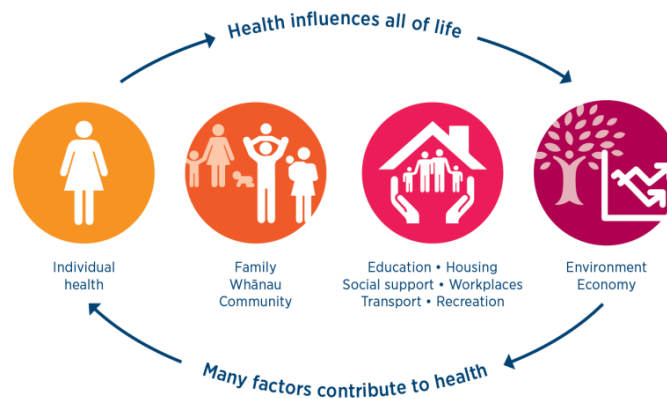 Health influences all of life
Individual
health
Family
Whānau
Community
Education • Housing
Social support • Workplaces
Transport • Recreation
Environment
Economy
Many factors contribute to health